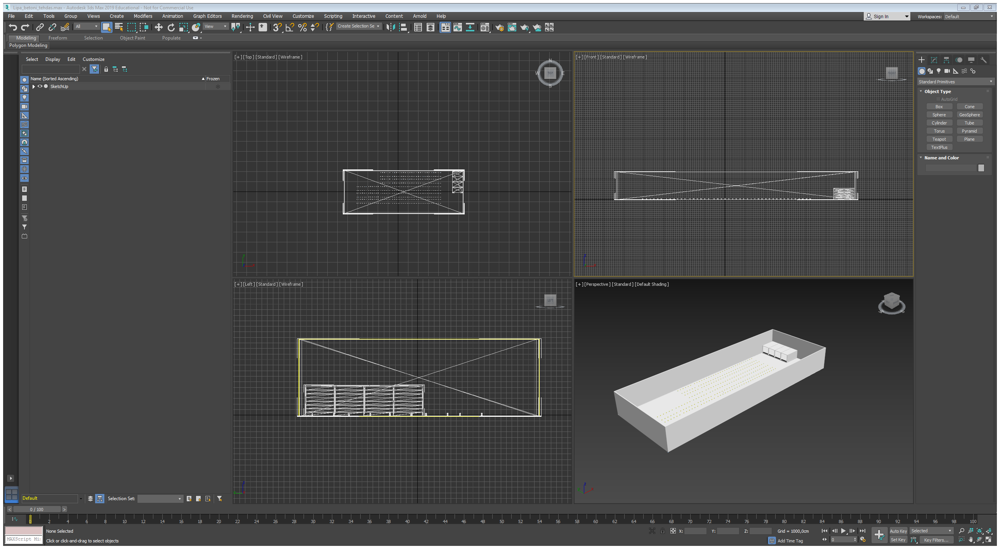 Lipa_betoni_tehdas.max - Autodesk 3ds Max 2019 Educational - Not for Commercial Use
File Edit Tools Group Views Create Modifiers Animation Graph Editors Rendering Civil View Customize Scripting Interactive Content Arnold Help
Sign In Workspaces: Default
All View Create Selection Se
Modeling Freeform Selection Object Paint Populate
Polygon Modeling
Select Display Edit Customize
Name (Sorted Ascending) Frozen
SketchUp
[+] [Top] [Standard] [Wireframe]
N
W TOP E
S
[+] [Front] [Standard] [Wireframe]
FRONT
Standard Primitives
Object Type
AutoGrid
Box Cone
Sphere GeoSphere
Cylinder Tube
Torus Pyramid
Teapot Plane
TextPlus
Name and Color
[+] [Left] [Standard] [Wireframe]
LEFT
[+] [Perspective] [Standard] [Default Shading]
Default Selection Set:
< 0 / 100 >
0 2 4 6 8 10 12 14 16 18 20 22 24 26 28 30 32 34 36 38 40 42 44 46 48 50 52 54 56 58 60 62 64 66 68 70 72 74 76 78 80 82 84 86 88 90 92 94 96 98 100
None Selected X: Y: Z: Grid = 1000,0cm Auto Key Selected
MAXScript Mi
Click or click-and-drag to select objects Add Time Tag 0 Set Key Key Filters...